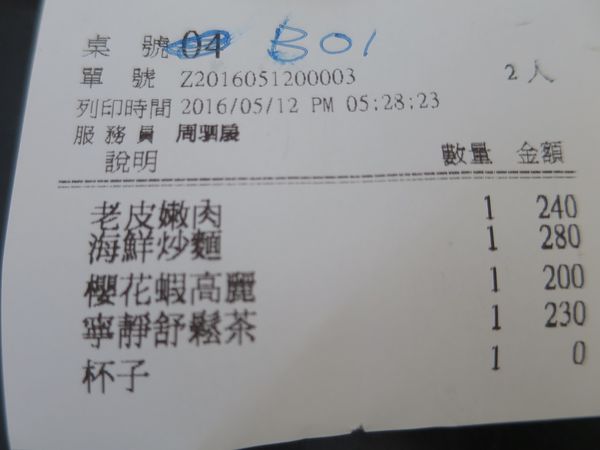 桌 號 04 B01
單 號 Z2016051200003 2人
列印時間 2016/05/12 PM 05:28:23
服務員 周駟晨
說明 數量 金額
老皮嫩肉 1 240
海鮮炒麵 1 280
櫻花蝦高麗 1 200
寧靜舒鬆茶 1 230
杯子 1 0